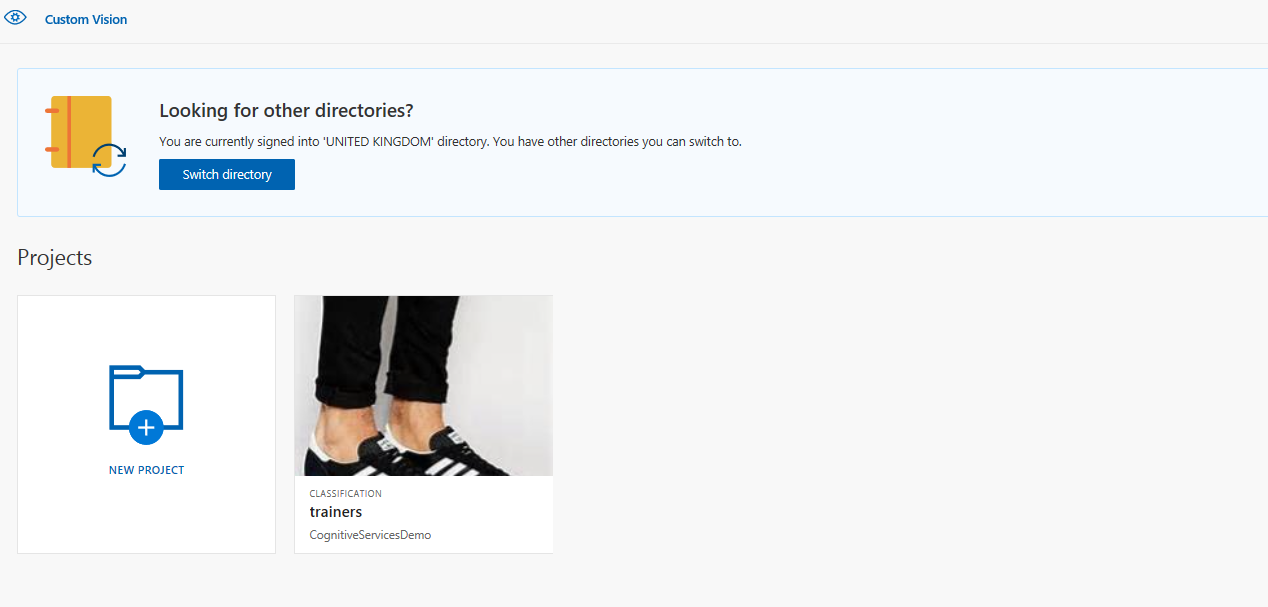 Custom Vision
Looking for other directories?
You are currently signed into 'UNITED KINGDOM' directory. You have other directories you can switch to.
Switch directory
Projects
NEW PROJECT
CLASSIFICATION
trainers
CognitiveServicesDemo